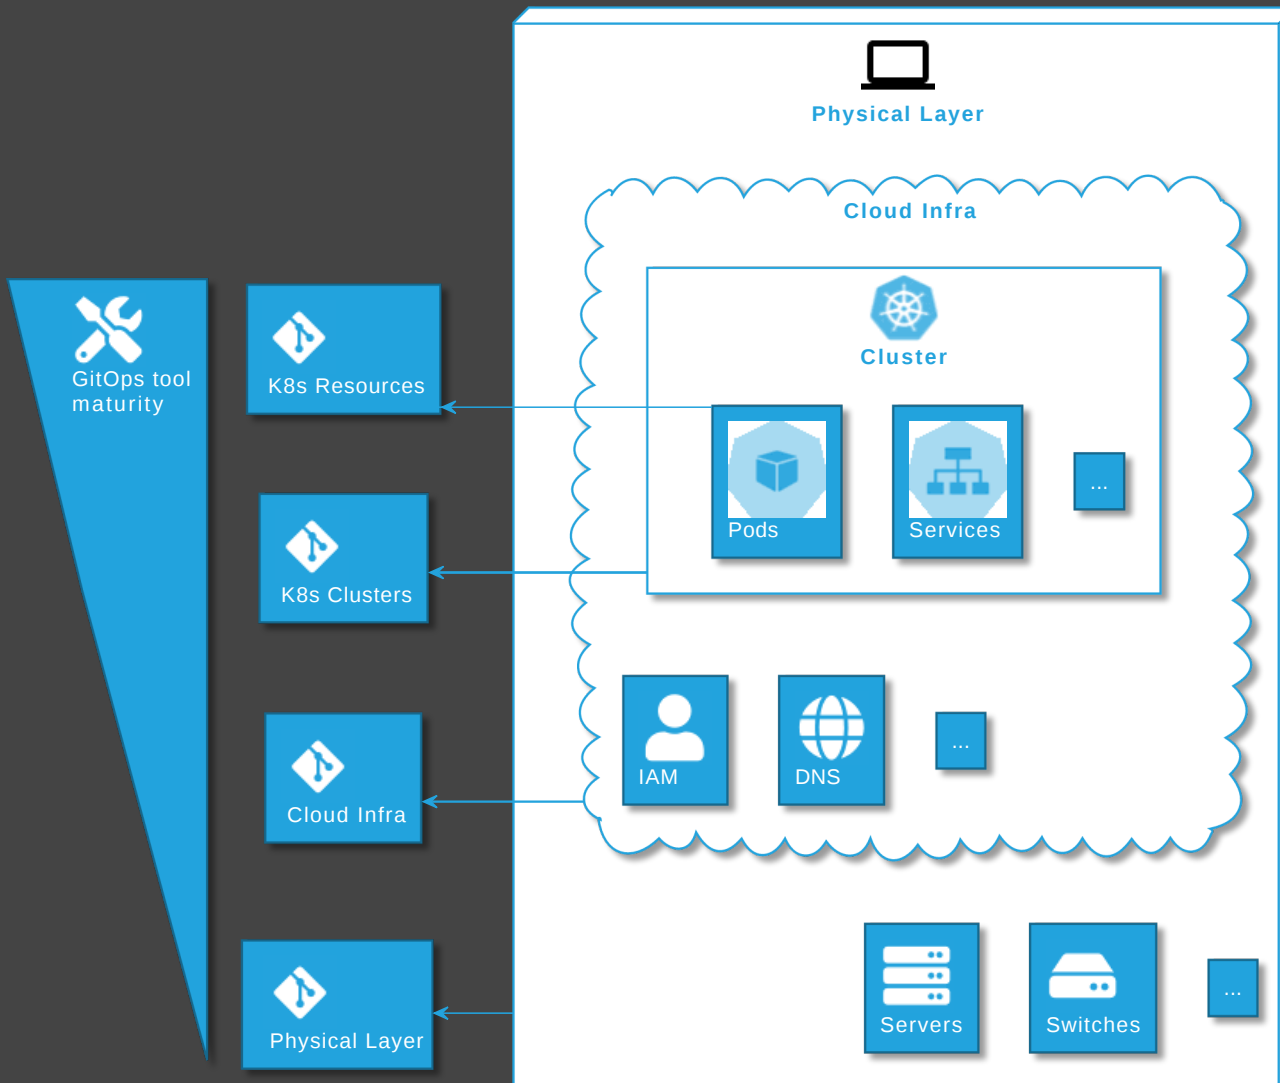 Physical Layer
Cloud Infra
Cluster
GitOps tool
maturity
K8s Resources
Pods
Services
...
K8s Clusters
IAM
DNS
...
Cloud Infra
Servers
Switches
...
Physical Layer